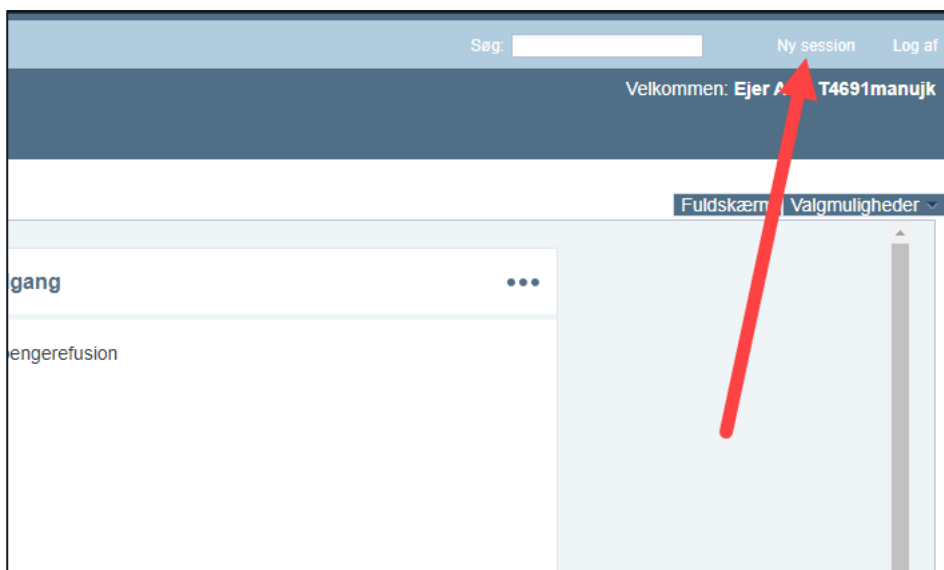 Søg: Ny session Log af
Velkommen: Ejer T4691manujk
Fuldskærm Valgmuligheder
gang
engerefusion